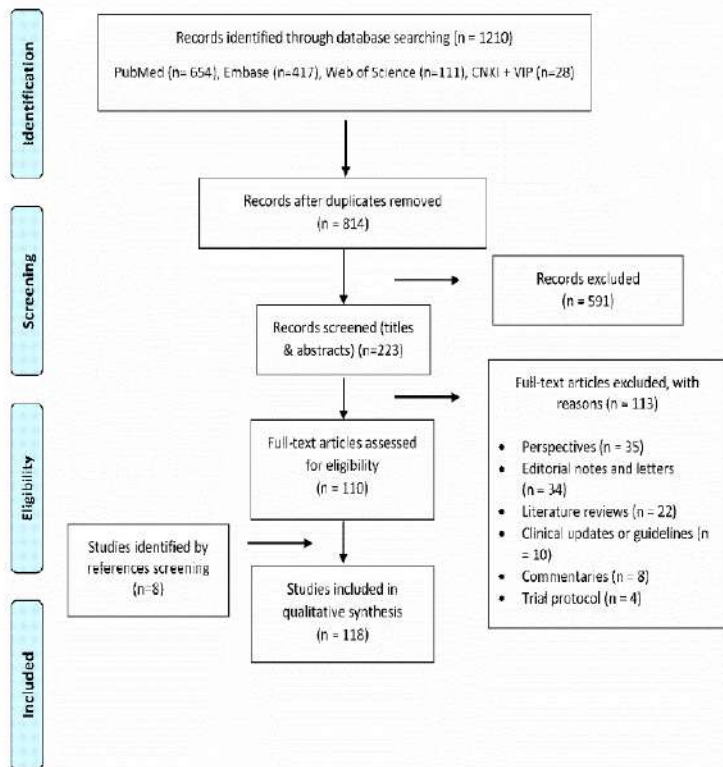 Identification
Records identified through database searching (n = 1210)
PubMed (n= 654), Embase (n=417), Web of Science (n=111), CNKI + VIP (n=28)
Records after duplicates removed
(n = 814)
Screening
Records excluded
(n = 591)
Records screened (titles
& abstracts) (n=223)
Full-text articles excluded, with
reasons (n = 113)
• Perspectives (n = 35)
• Editorial notes and letters
(n = 34)
• Literature reviews (n = 22)
• Clinical updates or guidelines (n
= 10)
• Commentaries (n = 8)
• Trial protocol (n = 4)
Eligibility
Full-text articles assessed
for eligibility
(n = 110)
Studies identified by
references screening
(n=8)
Studies included in
qualitative synthesis
(n = 118)
Included